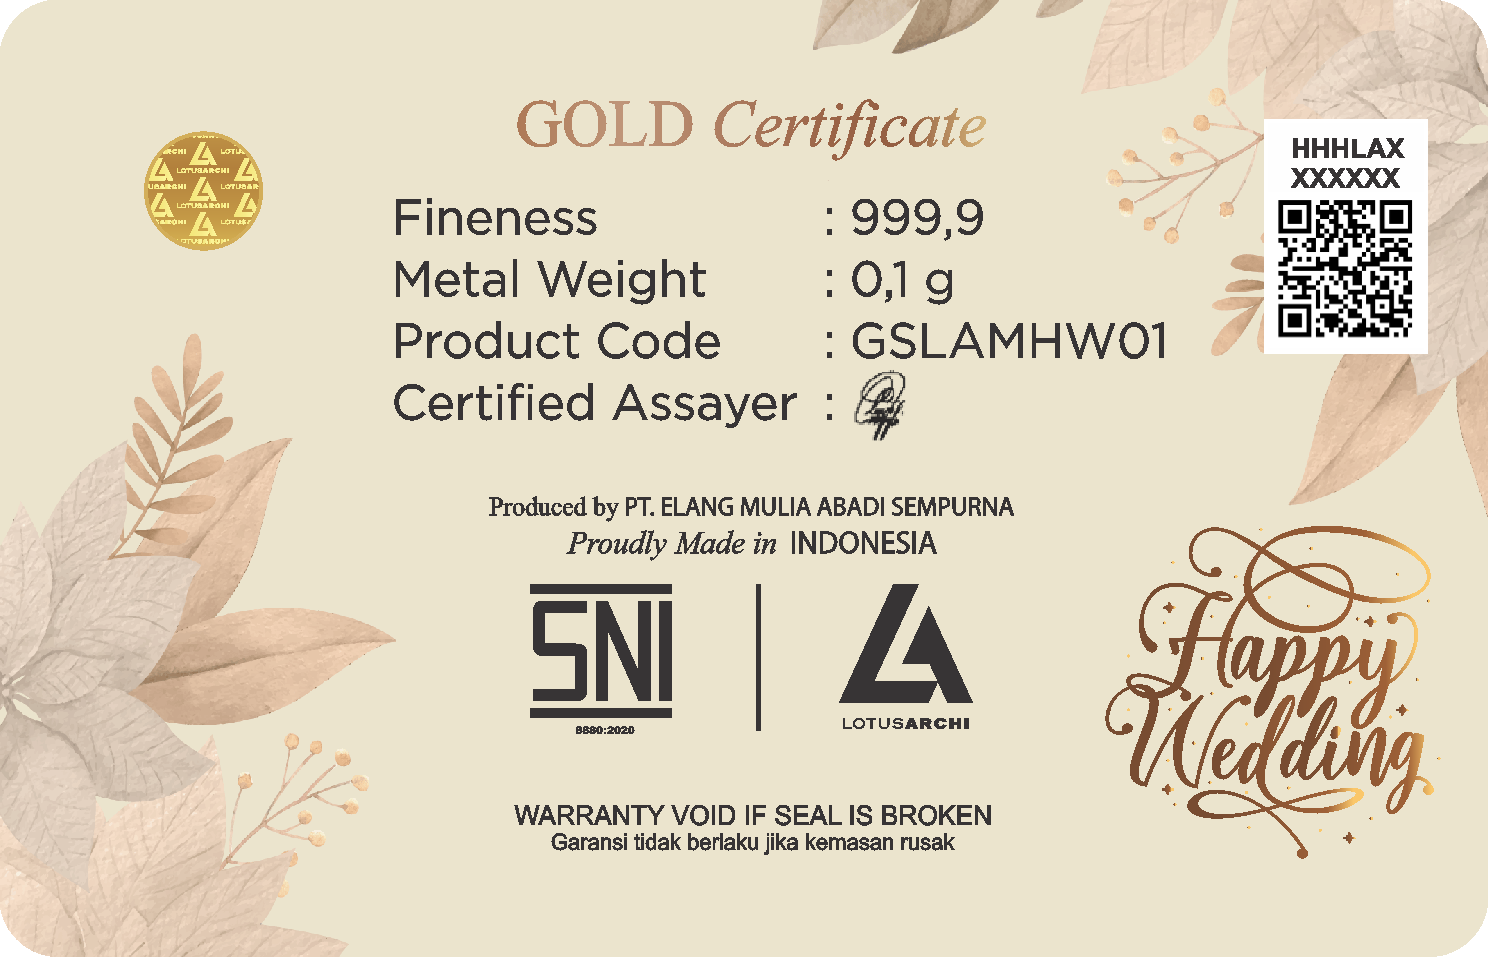 GOLD Certificate
HHHLAX
XXXXXX
LOTUSARCHI
Fineness : 999,9
Metal Weight : 0,1 g
Product Code : GSLAMHW01
Certified Assayer :
Produced by PT. ELANG MULIA ABADI SEMPURNA
Proudly Made in INDONESIA
SNI
8880:2020
LOTUSARCHI
Happy
Wedding
WARRANTY VOID IF SEAL IS BROKEN
Garansi tidak berlaku jika kemasan rusak